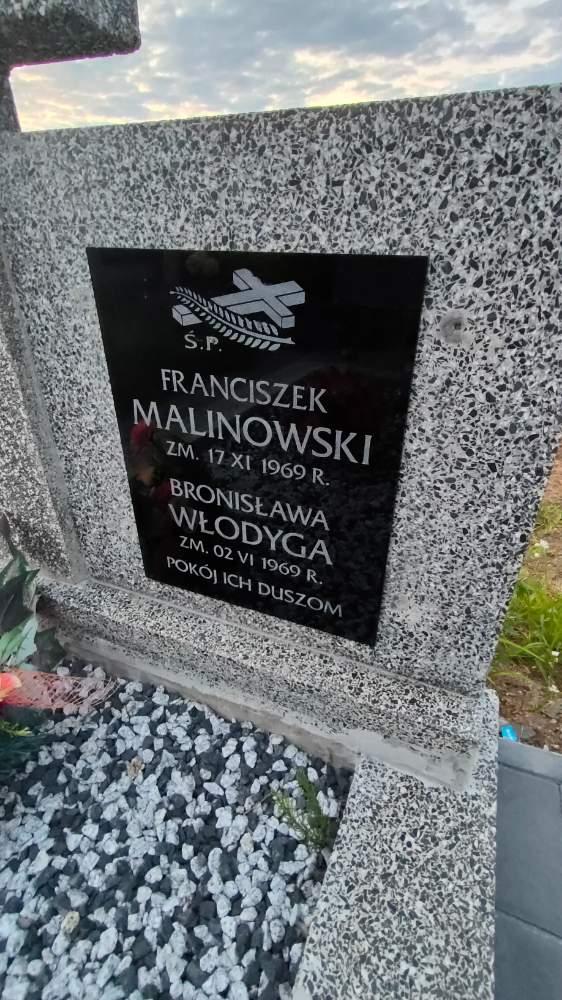 Ś.P.
FRANCISZEK
MALINOWSKI
ZM. 17 XI 1969 R.
BRONISŁAWA
WŁODYGA
ZM. 02 VI 1969 R.
POKÓJ ICH DUSZOM